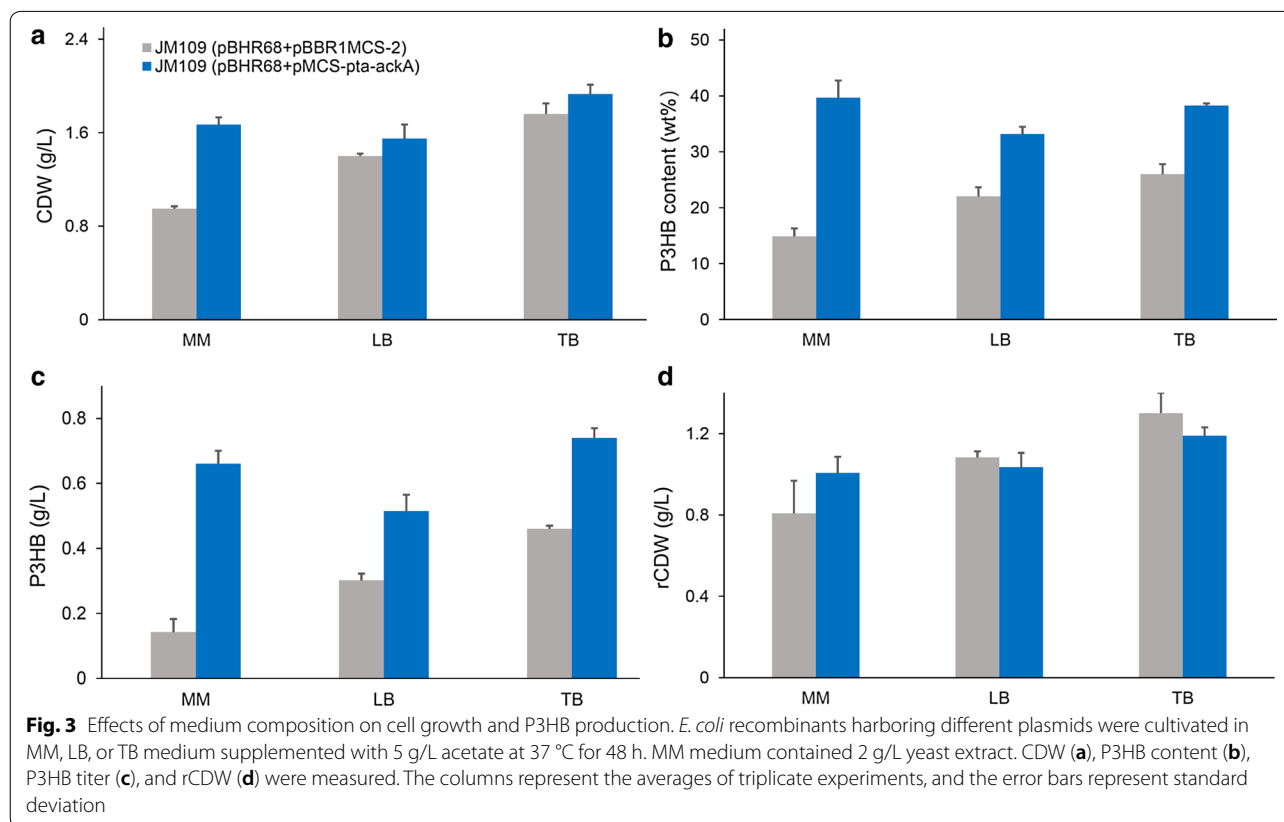 a
2.4
JM109 (pBHR68+pBBR1MCS-2)
JM109 (pBHR68+pMCS-pta-ackA)
1.6
0.8
0
CDW (g/L)
MM LB TB
b
50
40
30
20
10
0
P3HB content (wt%)
MM LB TB
c
0.8
0.6
0.4
0.2
0
P3HB (g/L)
MM LB TB
d
1.2
0.8
0.4
0
rCDW (g/L)
MM LB TB
Fig. 3 Effects of medium composition on cell growth and P3HB production. E. coli recombinants harboring different plasmids were cultivated in
MM, LB, or TB medium supplemented with 5 g/L acetate at 37 °C for 48 h. MM medium contained 2 g/L yeast extract. CDW (a), P3HB content (b),
P3HB titer (c), and rCDW (d) were measured. The columns represent the averages of triplicate experiments, and the error bars represent standard
deviation